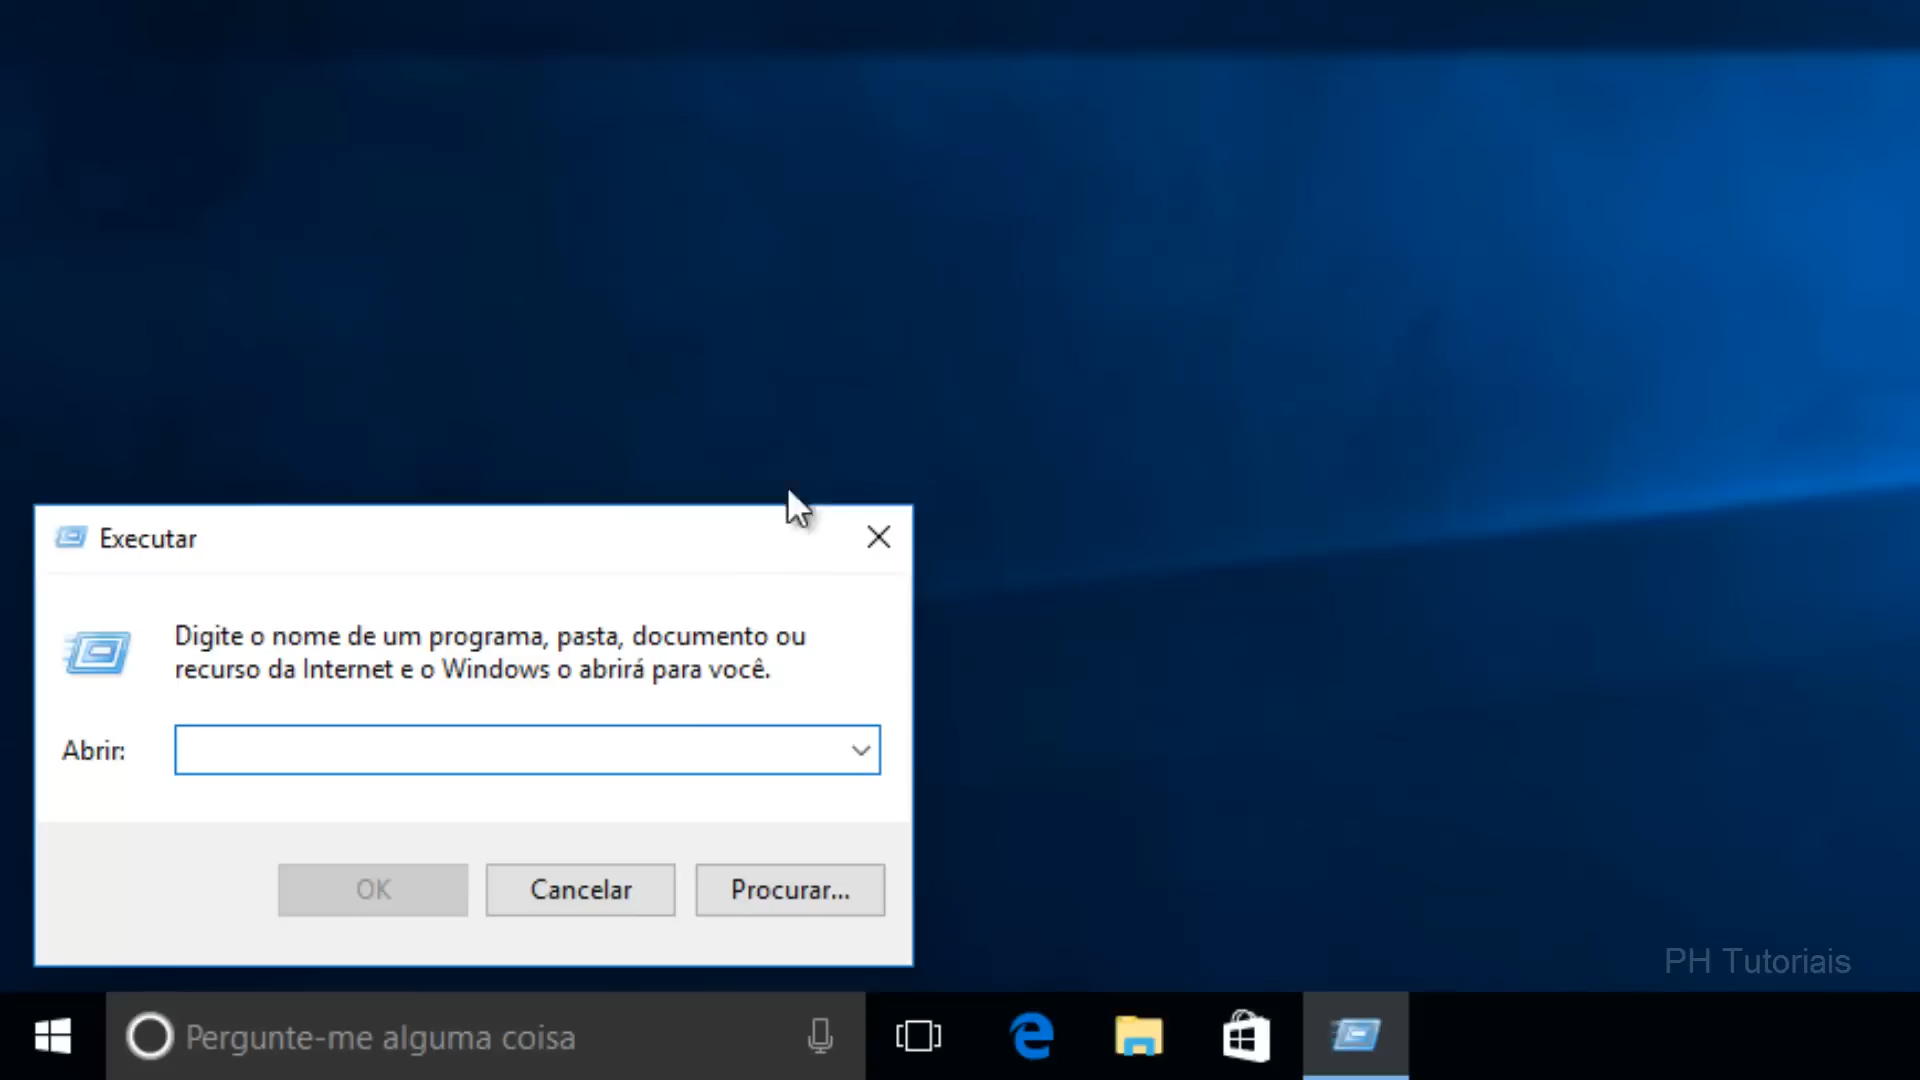 Executar
Digite o nome de um programa, pasta, documento ou
recurso da Internet e o Windows o abrirá para você.
Abrir:
OK
Cancelar
Procurar...
PH Tutoriais
Pergunte-me alguma coisa